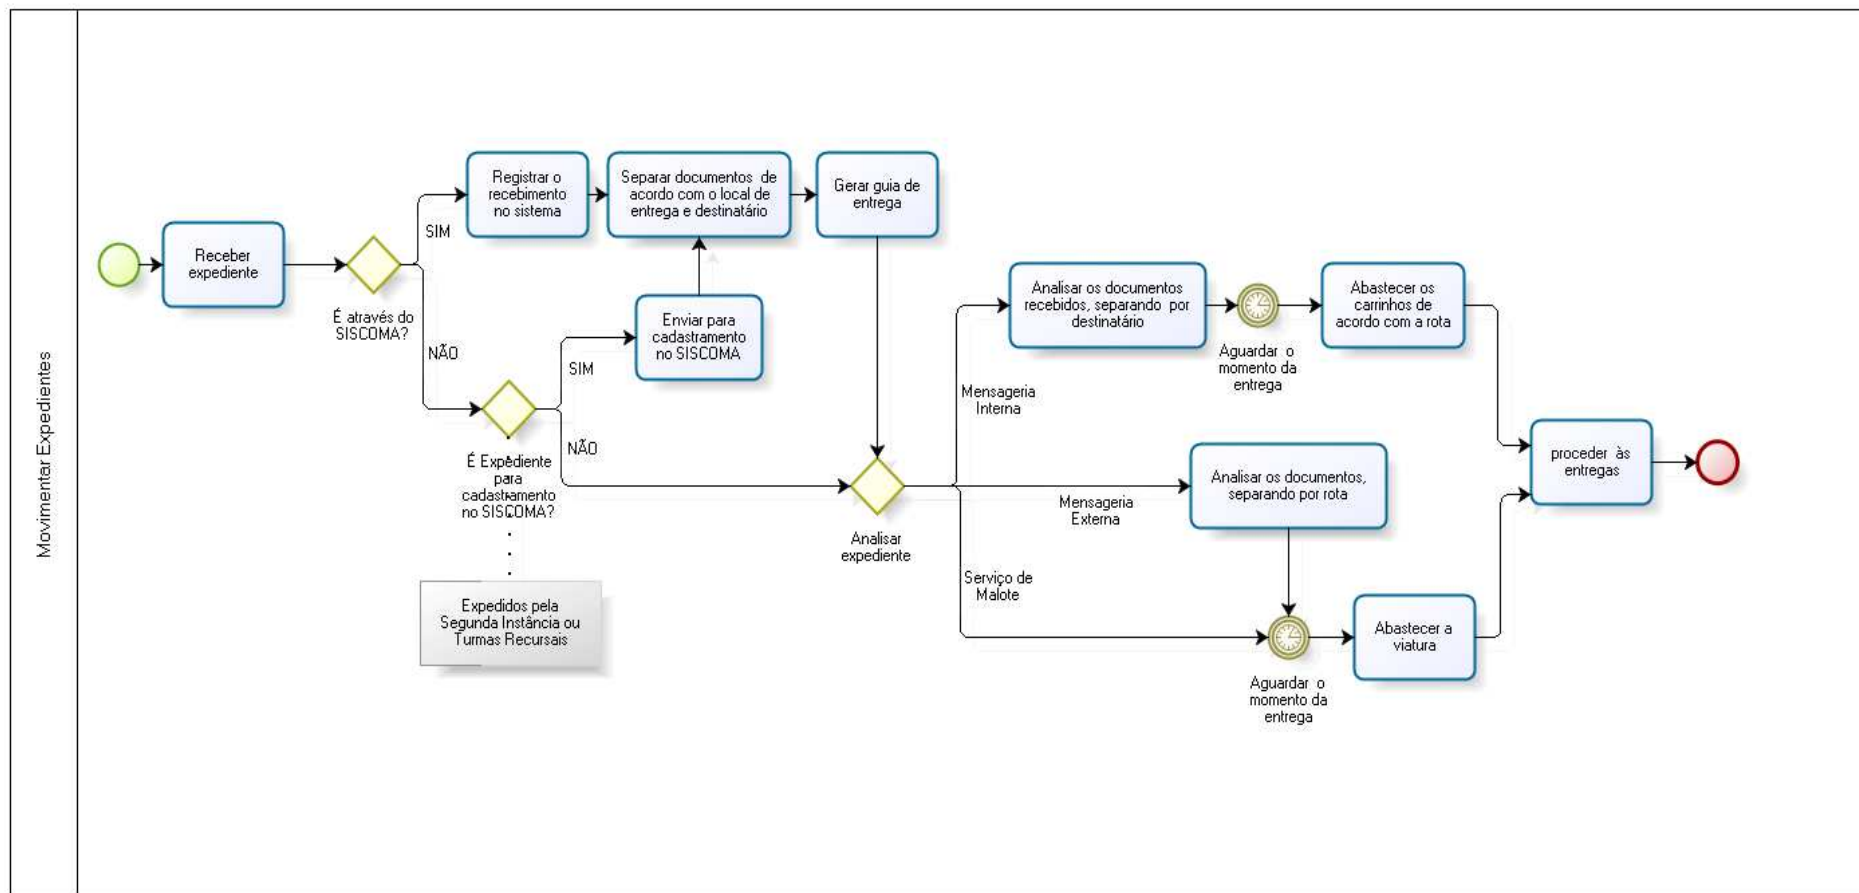 Movimentar Expedientes
Receber
expediente
É através do
SISCOMA?
SIM
NÃO
Registrar o
recebimento
no sistema
Separar documentos de
acordo com o local de
entrega e destinatário
Gerar guia de
entrega
É Expediente
para
cadastramento
no SISCOMA?
SIM
NÃO
Enviar para
cadastramento
no SISCOMA
Expedidos pela
Segunda Instância ou
Turmas Recursais
Analisar
expediente
Mensageria
Interna
Analisar os documentos
recebidos, separando por
destinatário
Aguardar o
momento da
entrega
Abastecer os
carrinhos de
acordo com a rota
Mensageria
Externa
Analisar os documentos,
separando por rota
Serviço de
Malote
Aguardar o
momento da
entrega
Abastecer a
viatura
proceder às
entregas